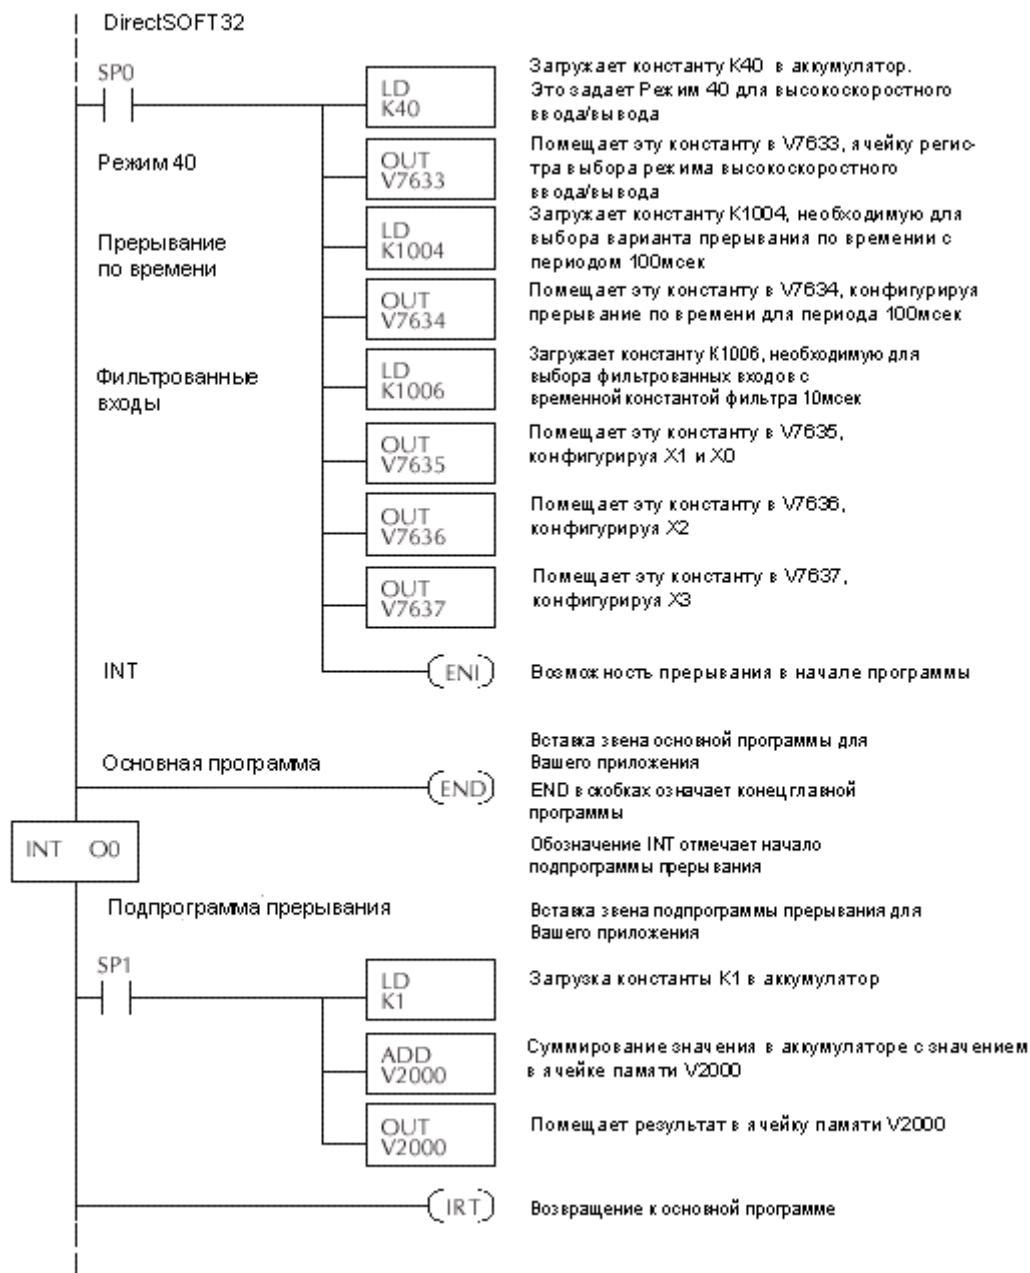 DirectSOFT32
SP0
LD
K40
Загружает константу K40 в аккумулятор.
Это задает Режим 40 для высокоскоростного
ввода/вывода
Режим 40
OUT
V7633
Помещает эту константу в V7633, ячейку регис-
тра выбора режима высокоскоростного
ввода/вывода
Прерывание
по времени
LD
K1004
Загружает константу K1004, необходимую для
выбора варианта прерывания по времении с
периодом 100мсек
OUT
V7634
Помещает эту константу в V7634, конфигурируя
прерывание по времени для периода 100мсек
Фильтрованные
входы
LD
K1006
Загружает константу K1006, необходимую для
выбора фильтрованных входов с
временной константой фильтра 10мсек
OUT
V7635
Помещает эту константу в V7635,
конфигурируя X1 и X0
OUT
V7636
Помещает эту константу в V7636,
конфигурируя X2
OUT
V7637
Помещает эту константу в V7637,
конфигурируя X3
INT
ENI
Возможность прерывания в начале программы
Основная программа
Вставка звена основной программы для
Вашего приложения
END
END в скобках означает конец главной
программы
INT O0
Обозначение INT отмечает начало
подпрограммы прерывания
Подпрограмма прерывания
Вставка звена подпрограммы прерывания для
Вашего приложения
SP1
LD
K1
Загрузка константы K1 в аккумулятор
ADD
V2000
Суммирование значения в аккумуляторе с значением
в ячейке памяти V2000
OUT
V2000
Помещает результат в ячейку памяти V2000
IRT
Возвращение к основной программе